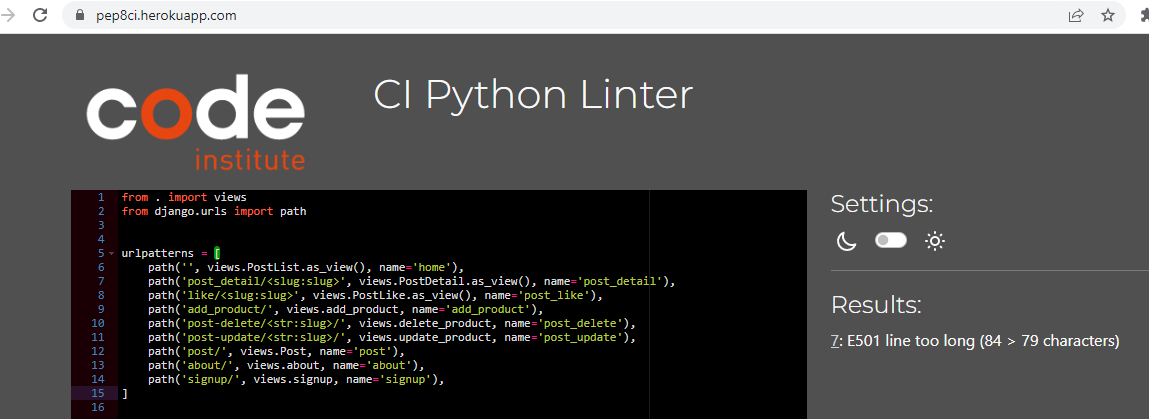 pep8ci.herokuapp.com
code
institute
CI Python Linter
1 from . import views
2 from django.urls import path
3
4
5 urlpatterns = [
6     path('', views.PostList.as_view(), name='home'),
7     path('post_detail/<slug:slug>', views.PostDetail.as_view(), name='post_detail'),
8     path('like/<slug:slug>', views.PostLike.as_view(), name='post_like'),
9     path('add_product/', views.add_product, name='add_product'),
10     path('post-delete/<str:slug>/', views.delete_product, name='post_delete'),
11     path('post-update/<str:slug>/', views.update_product, name='post_update'),
12     path('post/', views.Post, name='post'),
13     path('about/', views.about, name='about'),
14     path('signup/', views.signup, name='signup'),
15 ]
16
Settings:
Results:
7: E501 line too long (84 > 79 characters)